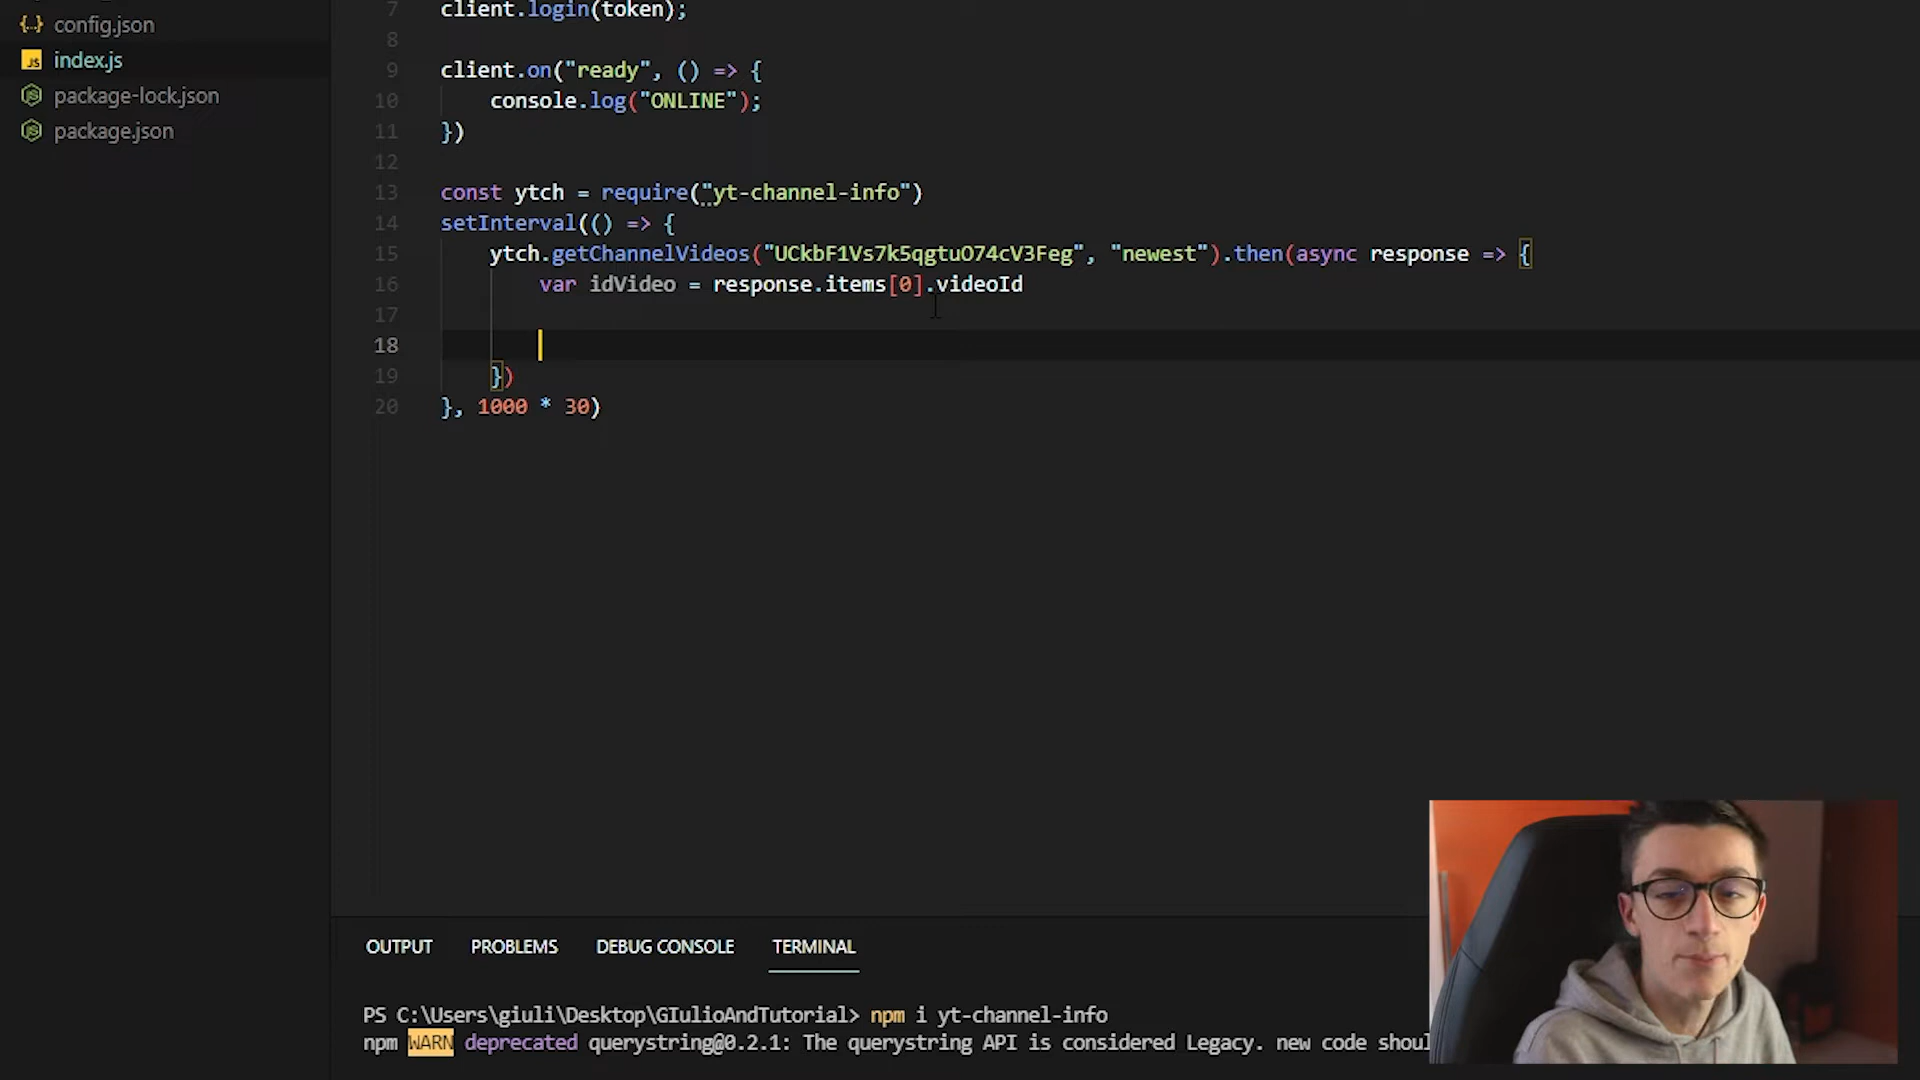 config.json
index.js
package-lock.json
package.json
7 client.login(token);
8
9 client.on("ready", () => {
10 console.log("ONLINE");
11 })
12
13 const ytch = require("yt-channel-info")
14 setInterval(() => {
15 ytch.getChannelVideos("UCkbF1Vs7k5qgtuO74cV3Feg", "newest").then(async response => {
16 var idVideo = response.items[0].videoId
17
18
19 })
20 }, 1000 * 30)
OUTPUT PROBLEMS DEBUG CONSOLE TERMINAL
PS C:\Users\giuli\Desktop\GIulioAndTutorial> npm i yt-channel-info
npm WARN deprecated querystring@0.2.1: The querystring API is considered Legacy. new code shoul